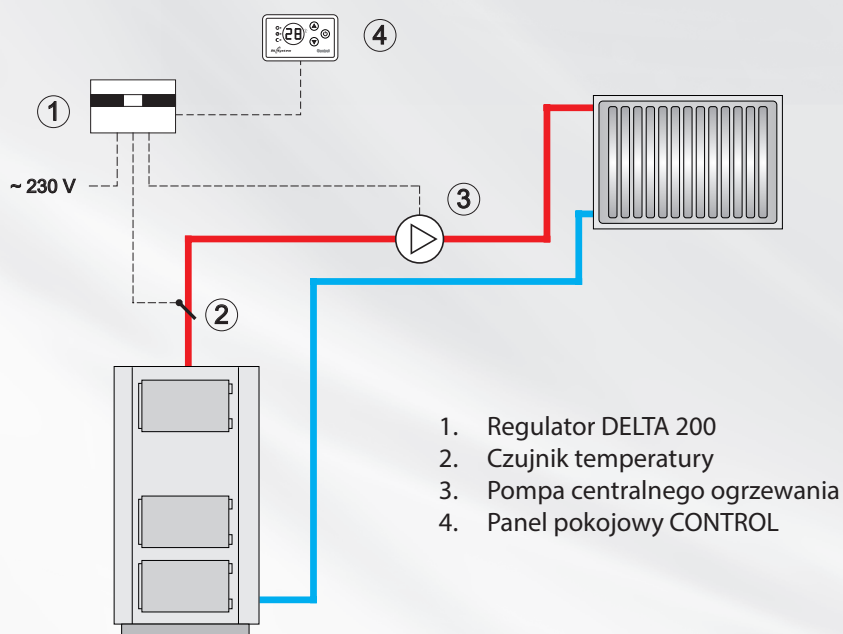 28
4
1
~ 230 V
3
2
1. Regulator DELTA 200
2. Czujnik temperatury
3. Pompa centralnego ogrzewania
4. Panel pokojowy CONTROL